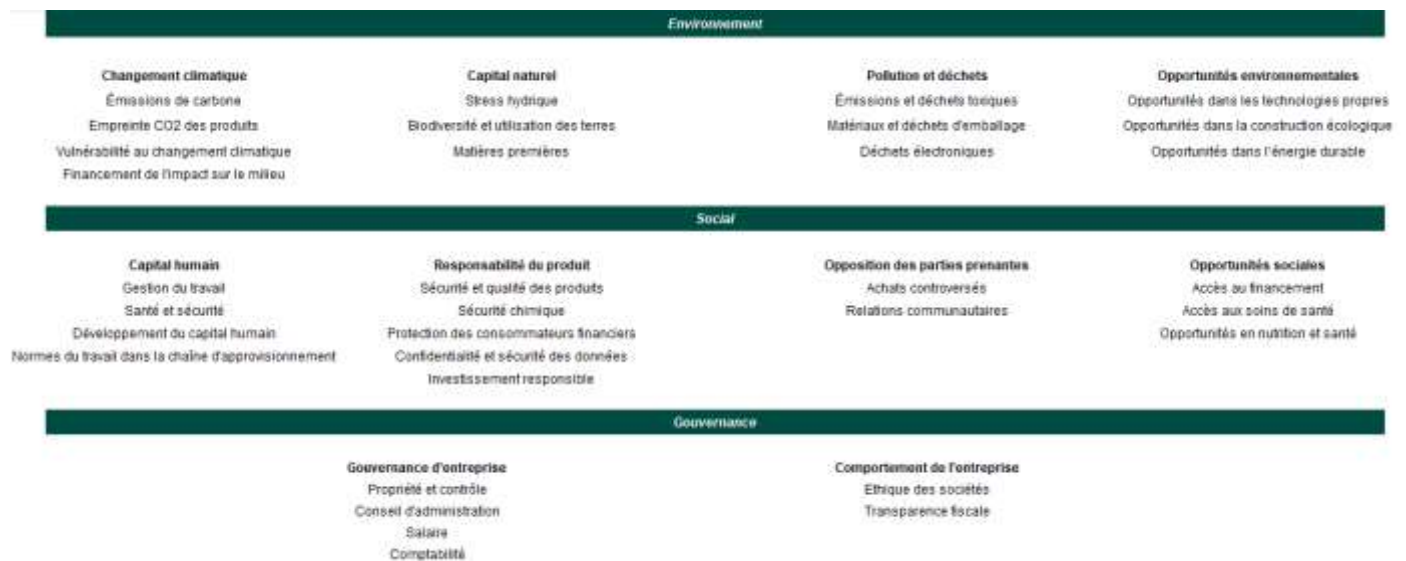 Environnement
Changement climatique
Capital naturel
Pollution et déchets
Opportunités environnementales
Émissions de carbone
Stress hydrique
Émissions et déchets toxiques
Opportunités dans les technologies propres
Empreinte CO2 des produits
Biodiversité et utilisation des terres
Matériaux et déchets d'emballage
Opportunités dans la construction écologique
Vulnérabilité au changement climatique
Matières premières
Déchets électroniques
Opportunités dans l'énergie durable
Financement de l'impact sur le milieu
Social
Capital humain
Responsabilité du produit
Opposition des parties prenantes
Opportunités sociales
Gestion du travail
Sécurité et qualité des produits
Achats controversés
Accès au financement
Santé et sécurité
Sécurité chimique
Relations communautaires
Accès aux soins de santé
Développement du capital humain
Protection des consommateurs financiers
Opportunités en nutrition et santé
Normes du travail dans la chaîne d'approvisionnement
Confidentialité et sécurité des données
Investissement responsible
Gouvernance
Gouvernance d'entreprise
Comportement de l'entreprise
Propriété et contrôle
Ethique des sociétés
Conseil d'administration
Transparence fiscale
Salaire
Comptabilité